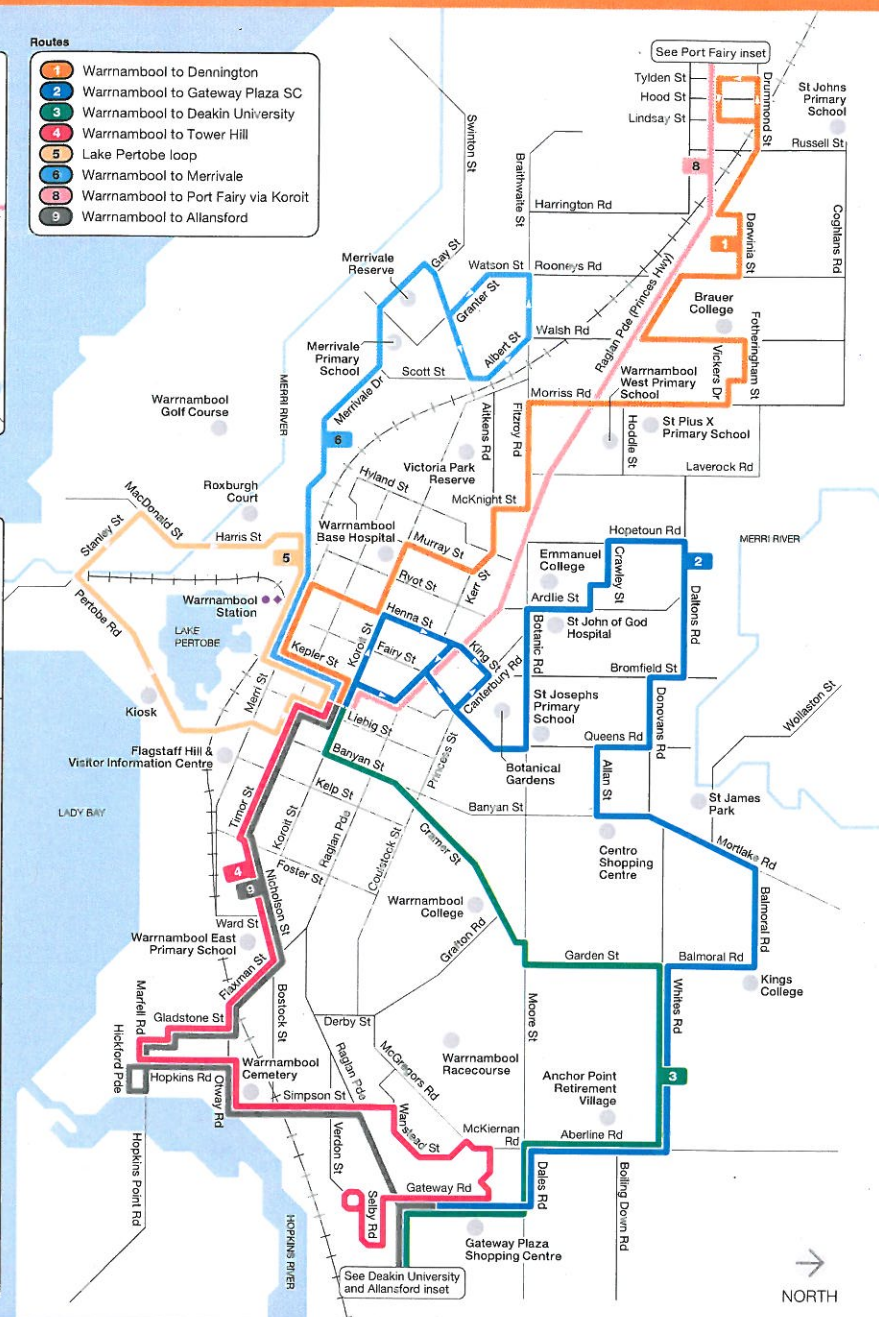 Routes
1 Warrnambool to Dennington
2 Warrnambool to Gateway Plaza SC
3 Warrnambool to Deakin University
4 Warrnambool to Tower Hill
5 Lake Pertobe loop
6 Warrnambool to Merrivale
8 Warrnambool to Port Fairy via Koroit
9 Warrnambool to Allansford
See Port Fairy inset
Tylden St
Hood St
Lindsay St
Drummond St
St Johns
Primary
School
Russell St
8
Swinton St
Braithwaite St
Harrington Rd
Darwinia St
1
Coghlans Rd
Merrivale
Reserve
Gay St
Watson St
Rooneys Rd
Granter St
Raglan Pde (Princes Hwy)
Brauer
College
Fotheringham St
Merrivale
Primary
School
Albert St
Walsh Rd
Vickers Dr
Scott St
Warrnambool
West Primary
School
MERRI RIVER
Merrivale Dr
Morriss Rd
Warrnambool
Golf Course
Aitkens Rd
Fitzroy Rd
Hoddle St
St Pius X
Primary School
6
Victoria Park
Reserve
Laverock Rd
Hyland St
McKnight St
Roxburgh
Court
MacDonald St
Stanley St
Harris St
Warrnambool
Base Hospital
Murray St
Hopetoun Rd
MERRI RIVER
5
Emmanuel
College
Crawley St
2
Ryot St
Kerr St
Ardlie St
Daltons Rd
Warrnambool
Station
Pertobe Rd
LAKE
PERTOBE
Henna St
Botanic Rd
St John of God
Hospital
Koroit St
Fairy St
King St
Kepler St
Canterbury Rd
Bromfield St
Merri St
Kiosk
St Josephs
Primary
School
Donovans Rd
Wollaston St
Liebig St
Flagstaff Hill &
Visitor Information Centre
Banyan St
Princess St
Queens Rd
Botanical
Gardens
Allan St
Kelp St
St James
Park
LADY BAY
Timor St
Koroit St
Raglan Pde
Banyan St
Cramer St
Mortlake Rd
Centro
Shopping
Centre
Coulstock St
4
9
Foster St
Nicholson St
Warrnambool
College
Balmoral Rd
Ward St
Grafton Rd
Warrnambool East
Primary School
Garden St
Balmoral Rd
Flaxman St
Kings
College
Marfell Rd
Bostock St
Moore St
Whites Rd
Gladstone St
Derby St
Hickford Pde
Raglan Pde
McGregors Rd
Warrnambool
Racecourse
Hopkins Rd
Otway Rd
Warrnambool
Cemetery
Anchor Point
Retirement
Village
3
Simpson St
Wanstead St
McKiernan
Rd
Aberline Rd
Verdon St
Hopkins Point Rd
Gateway Rd
Dales Rd
Boiling Down Rd
Selby Rd
HOPKINS RIVER
Gateway Plaza
Shopping Centre
See Deakin University
and Allansford inset
NORTH